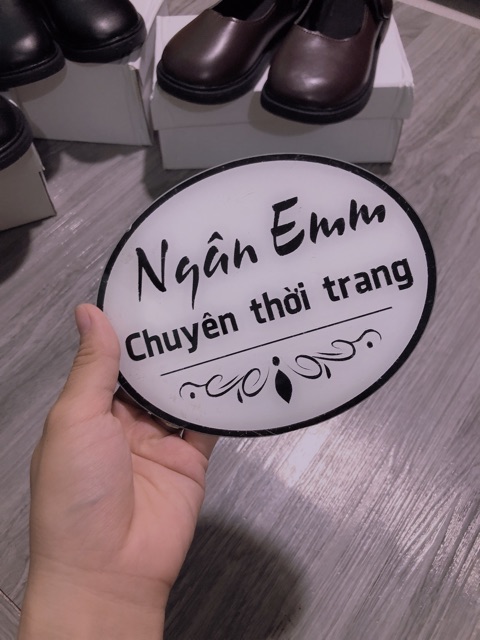 Ngân Emm
Chuyên thời trang